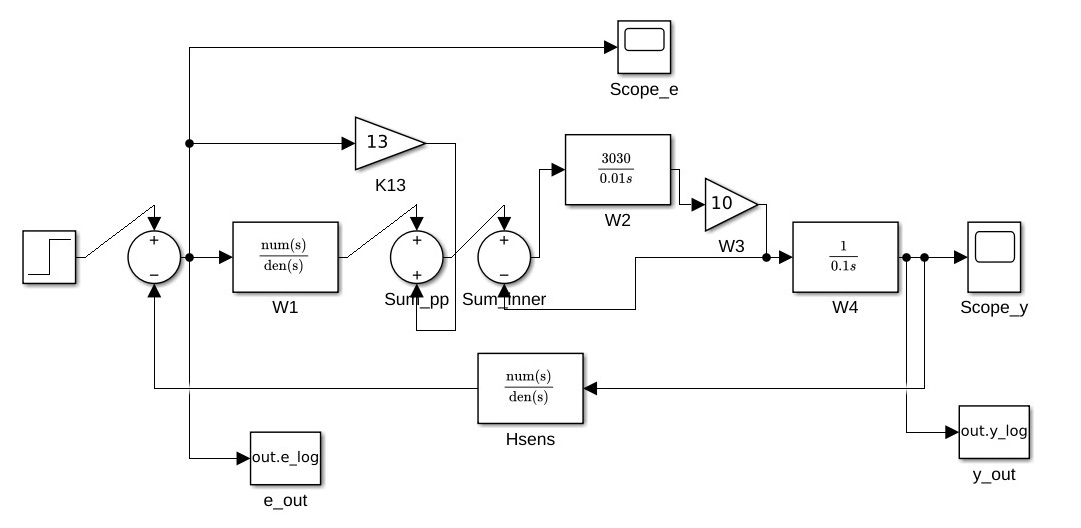 Scope_e
13
K13
3030
0.01s
W2
10
W3
+
−
num(s)
den(s)
W1
+
+
Sum_pp
+
−
Sum_inner
1
0.1s
W4
Scope_y
num(s)
den(s)
Hsens
out.e_log
e_out
out.y_log
y_out